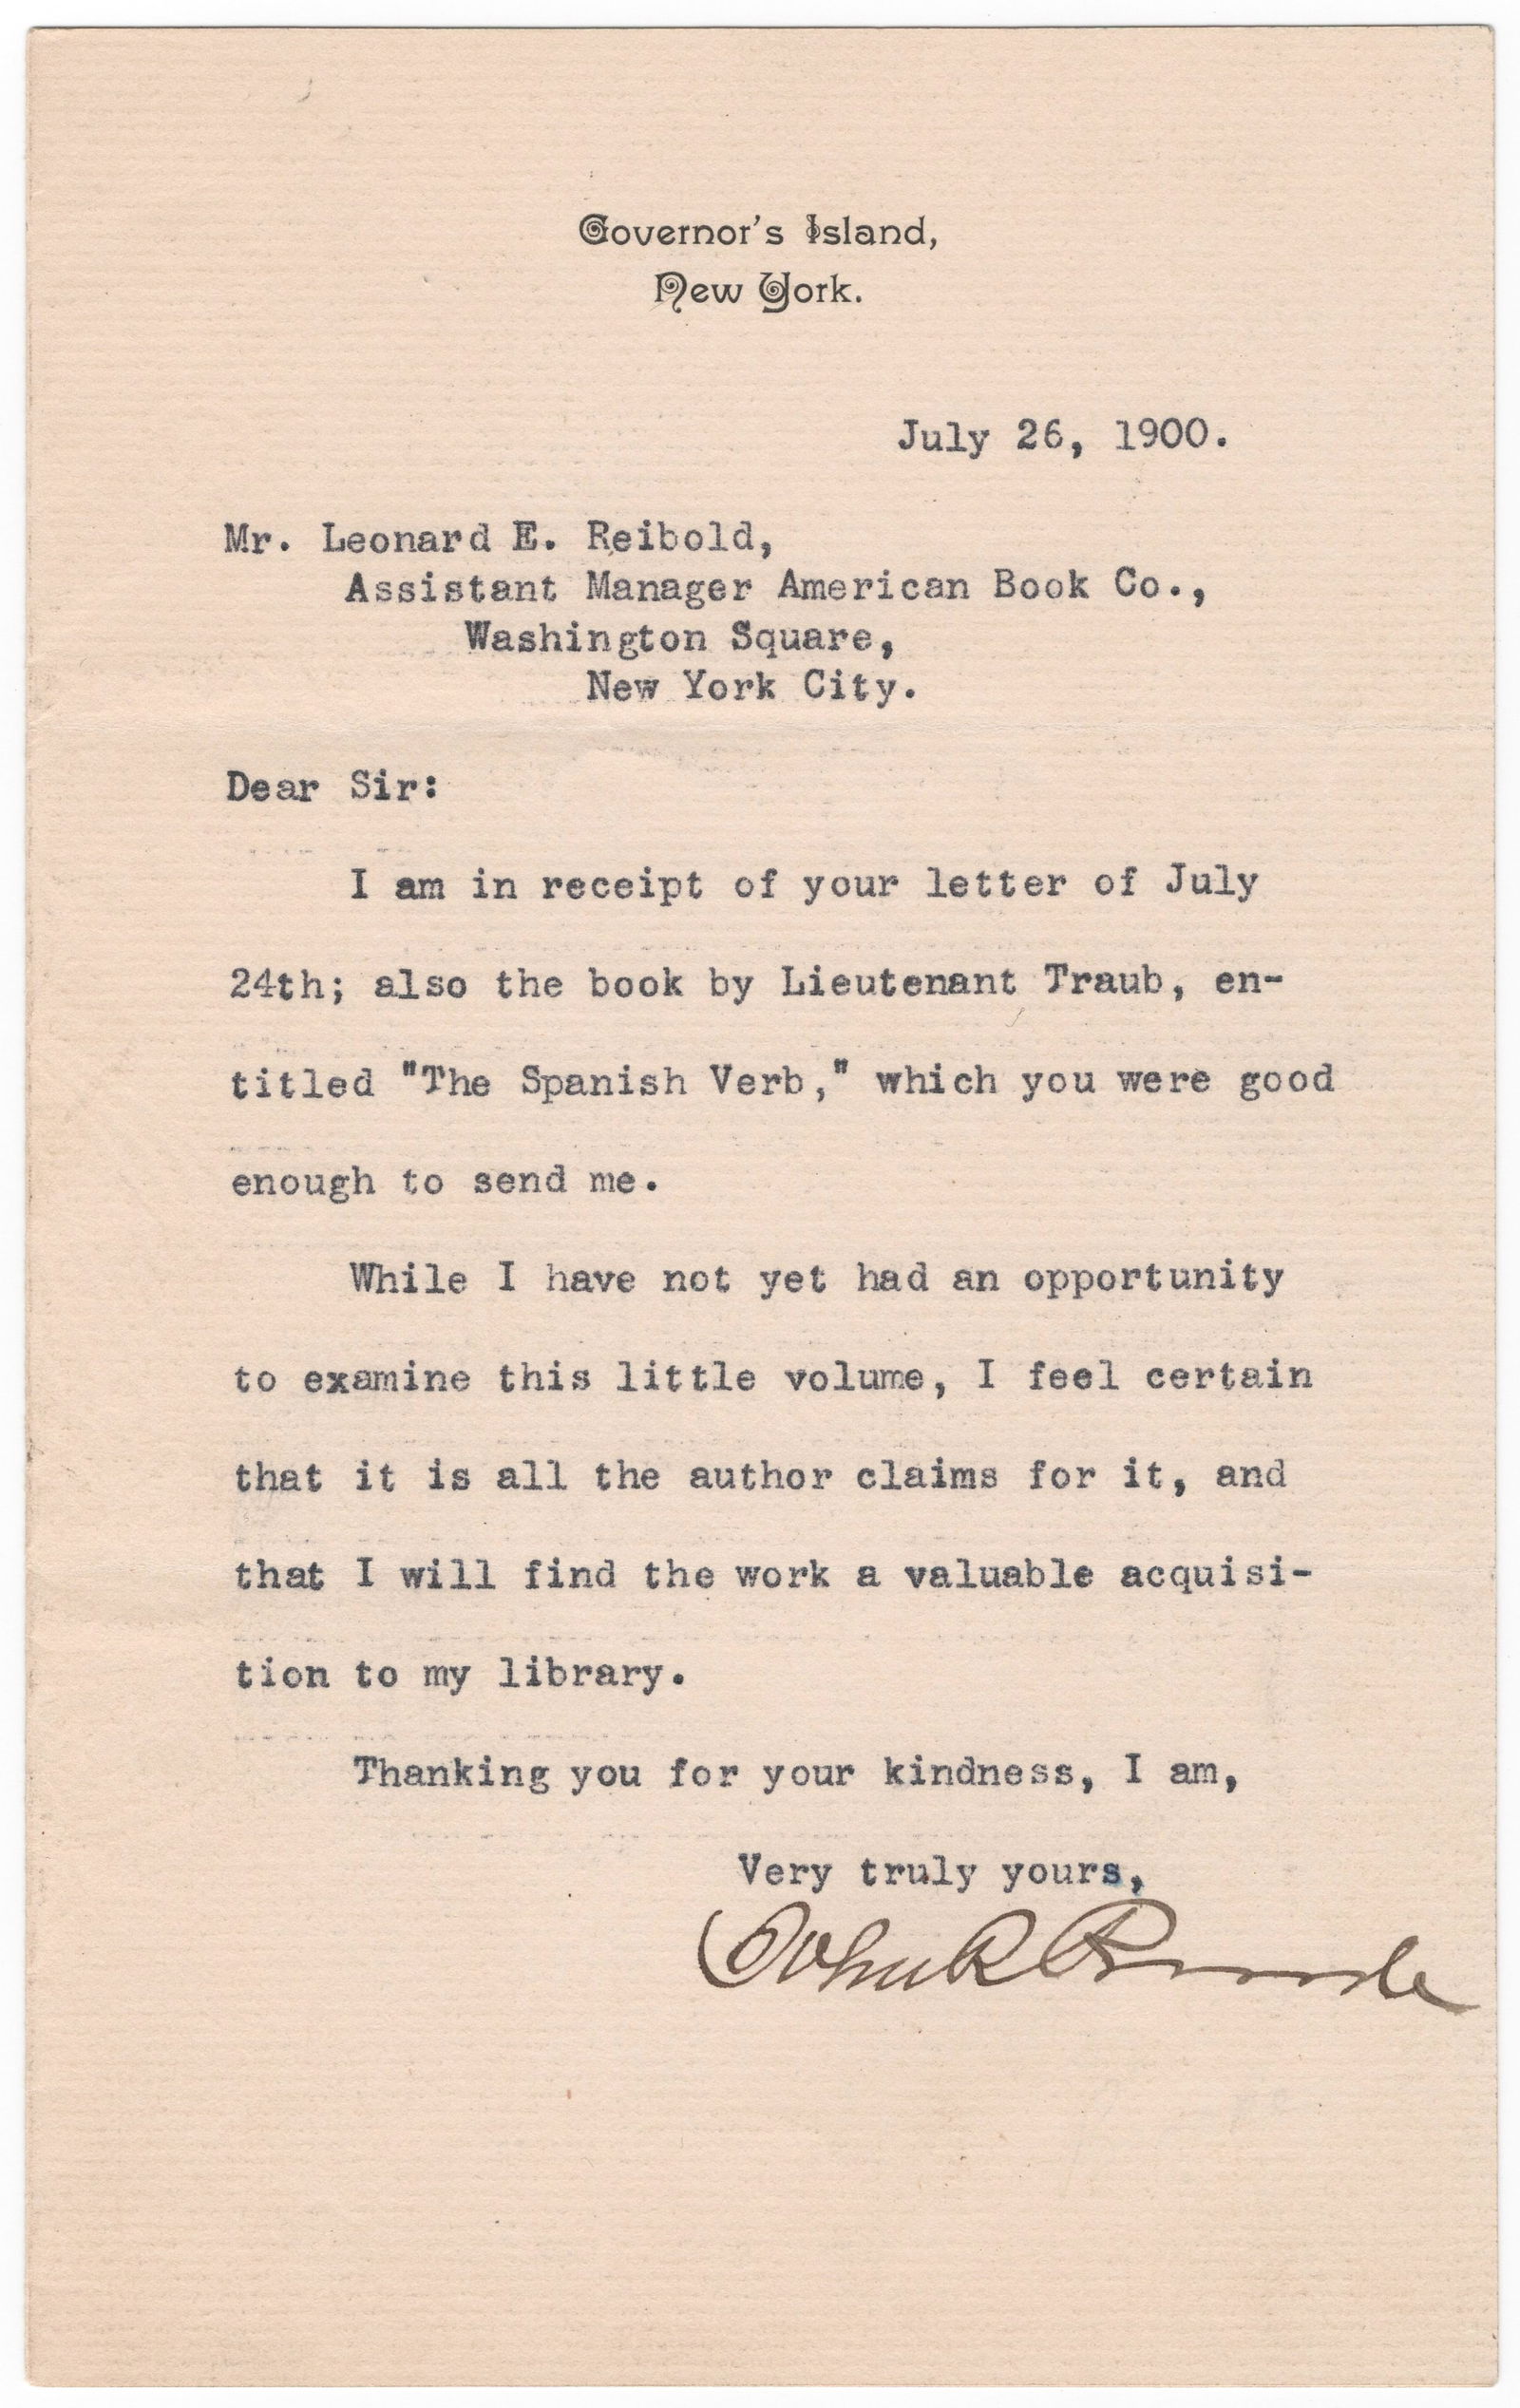 Governor's Island,
New York.
July 26, 1900.
Mr. Leonard E. Reibold,
Assistant Manager American Book Co.,
Washington Square,
New York City.
Dear Sir:
I am in receipt of your letter of July
24th; also the book by Lieutenant Traub, en-
titled "The Spanish Verb," which you were good
enough to send me.
While I have not yet had an opportunity
to examine this little volume, I feel certain
that it is all the author claims for it, and
that I will find the work a valuable acquisi-
tion to my library.
Thanking you for your kindness, I am,
Very truly yours,
John R Brooke